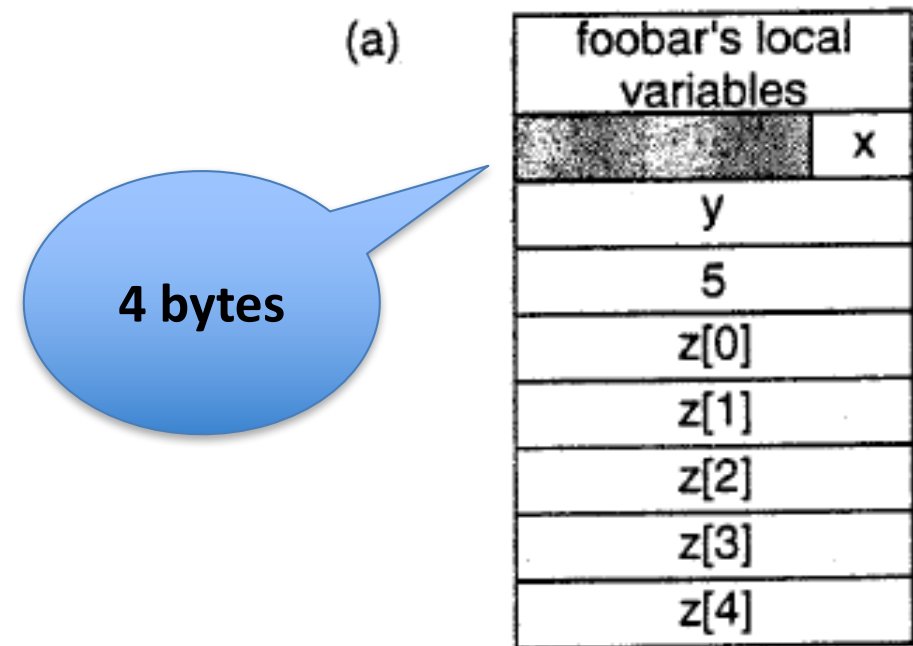 (a)
foobar's local
variables
x
y
4 bytes
5
z[0]
z[1]
z[2]
z[3]
z[4]